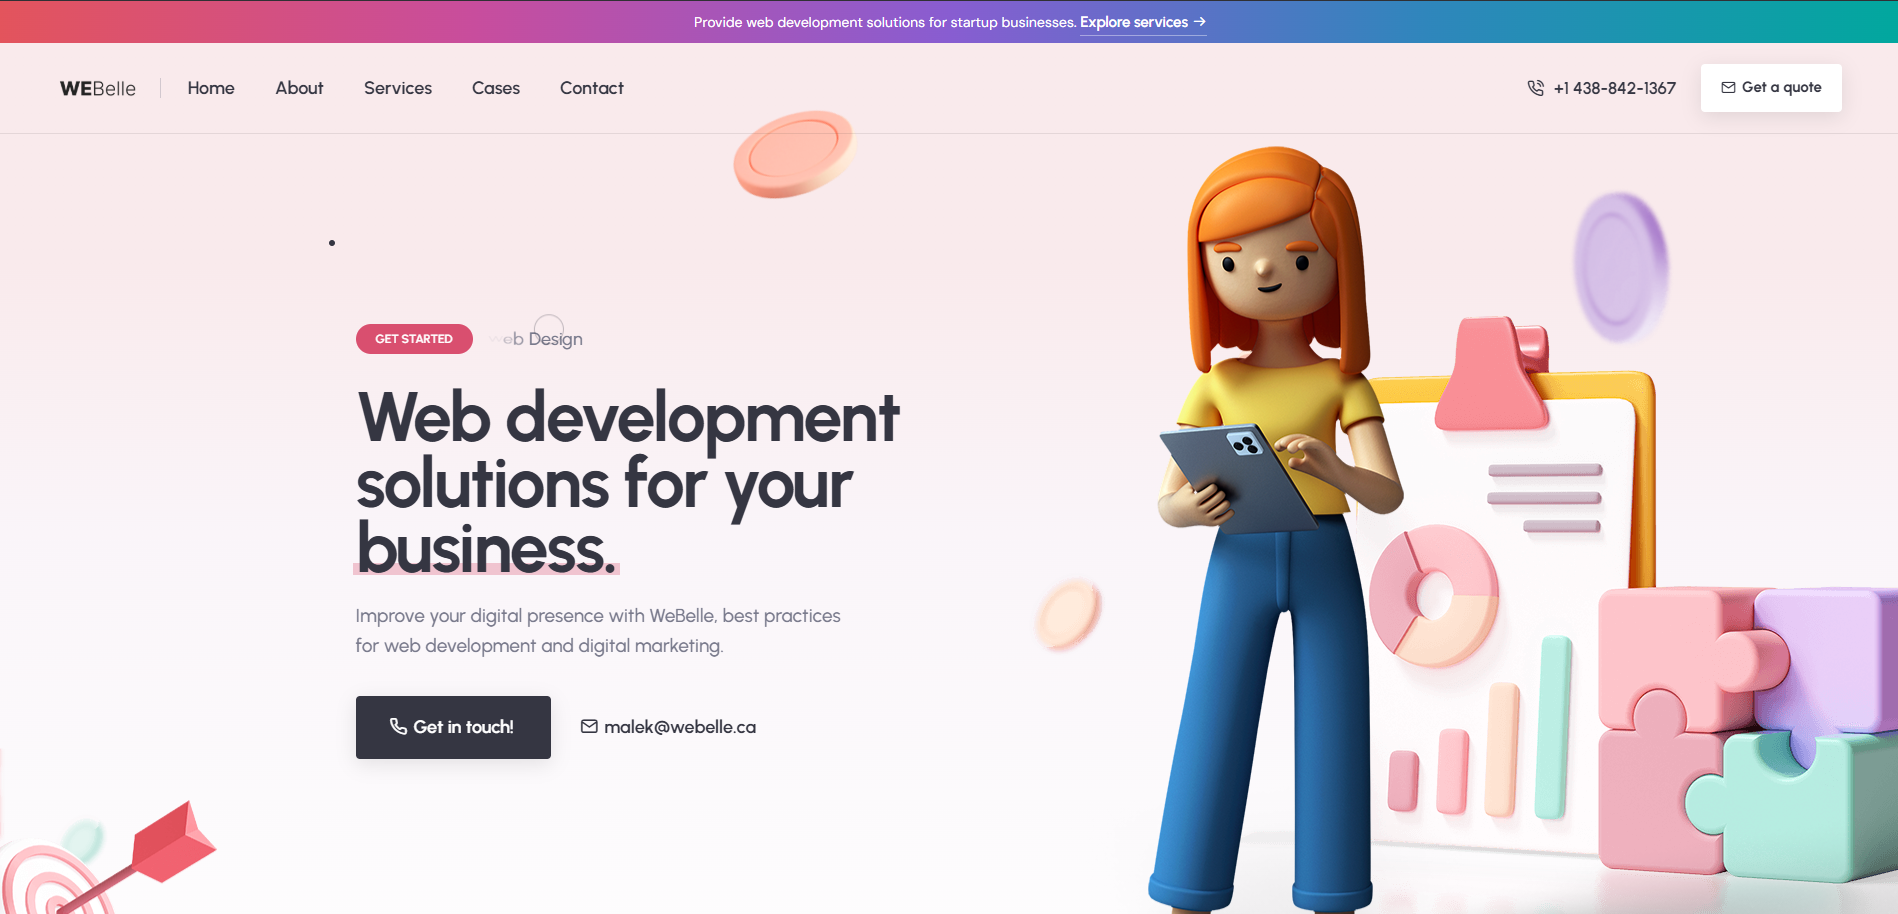 Provide web development solutions for startup businesses. Explore services →
WEBelle
Home
About
Services
Cases
Contact
+1 438-842-1367
Get a quote
GET STARTED
Web Design
Web development
solutions for your
business.
Improve your digital presence with WeBelle, best practices
for web development and digital marketing.
Get in touch!
malek@webelle.ca